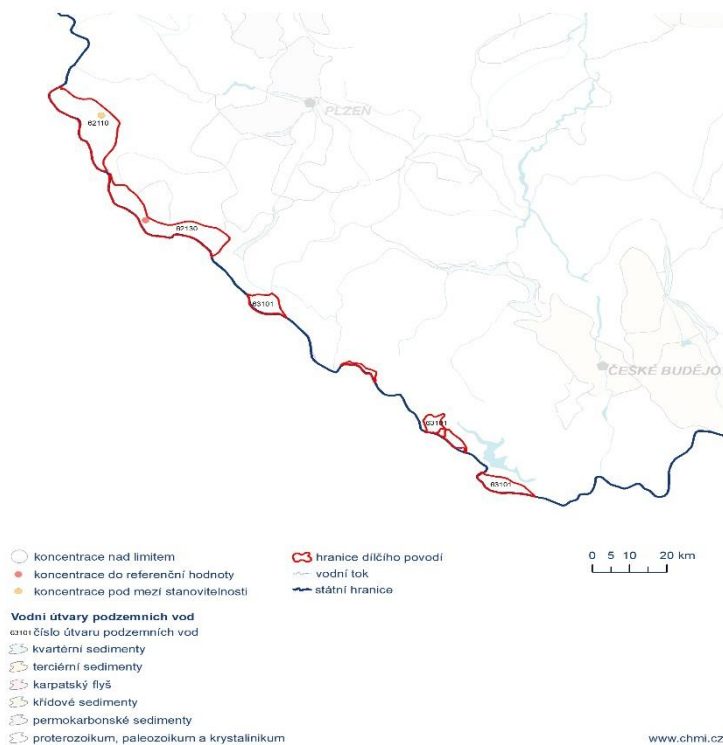 PLZEŇ
62110
62130
63101
ČESKÉ BUDĚJO
63101
63101
koncentrace nad limitem
koncentrace do referenční hodnoty
koncentrace pod mezí stanovitelnosti
hranice dílčího povodí
vodní tok
státní hranice
0 5 10 20 km
Vodní útvary podzemních vod
63101 číslo útvaru podzemních vod
kvartérní sedimenty
terciérní sedimenty
karpatský flyš
křídové sedimenty
permokarbonské sedimenty
proterozoikum, paleozoikum a krystalinikum
www.chmi.cz